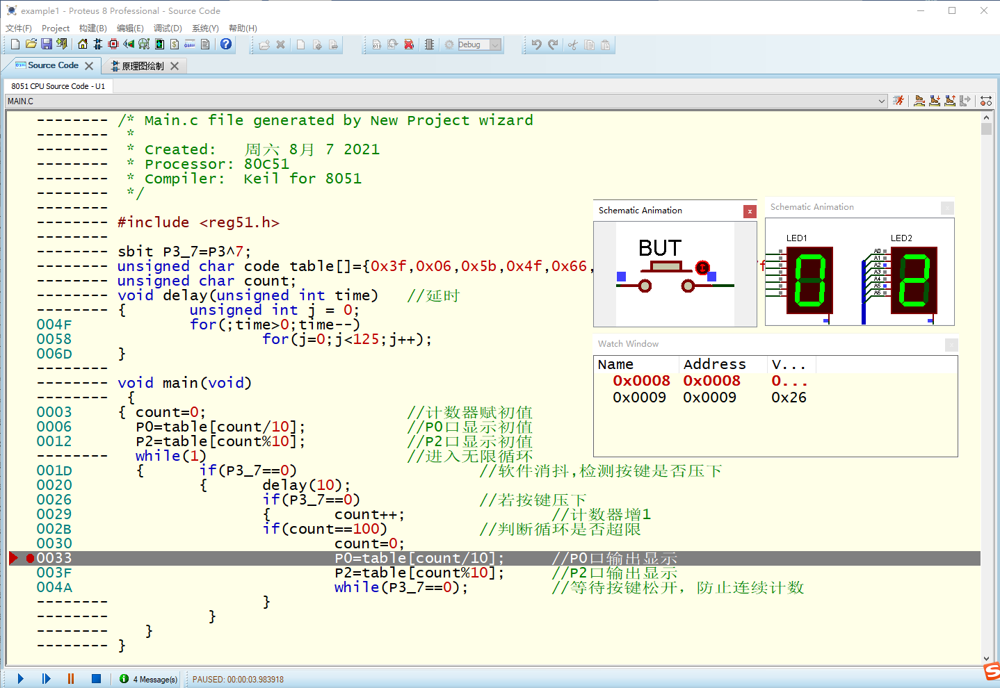 example1 - Proteus 8 Professional - Source Code
文件(F) Project 构建(B) 编辑(E) 调试(D) 系统(Y) 帮助(H)
Debug
Source Code 原理图绘制
8051 CPU Source Code - U1
MAIN.C
-------- /* Main.c file generated by New Project wizard
-------- *
-------- * Created: 周六 8月 7 2021
-------- * Processor: 80C51
-------- * Compiler: Keil for 8051
-------- */
--------
-------- #include <reg51.h>
--------
-------- sbit P3_7=P3^7;
-------- unsigned char code table[]={0x3f,0x06,0x5b,0x4f,0x66,
-------- unsigned char count;
-------- void delay(unsigned int time) //延时
-------- { unsigned int j = 0;
004F for(;time>0;time--)
0058 for(j=0;j<125;j++);
006D }
--------
-------- void main(void)
-------- {
0003 { count=0; //计数器赋初值
0006 P0=table[count/10]; //P0口显示初值
0012 P2=table[count%10]; //P2口显示初值
-------- while(1) //进入无限循环
001D { if(P3_7==0) //软件消抖,检测按键是否压下
0020 { delay(10);
0026 if(P3_7==0) //若按键压下
0029 { count++; //计数器增1
002B if(count==100) //判断循环是否超限
0030 count=0;
0033 P0=table[count/10]; //P0口输出显示
003F P2=table[count%10]; //P2口输出显示
004A while(P3_7==0); //等待按键松开，防止连续计数
-------- }
-------- }
-------- }
-------- }
Schematic Animation
BUT
Schematic Animation
LED1 LED2
A0
A1
A2
A3
A4
A5
A6
0 2
Watch Window
Name Address V...
0x0008 0x0008 0...
0x0009 0x0009 0x26
4 Message(s) PAUSED: 00:00:03.983918